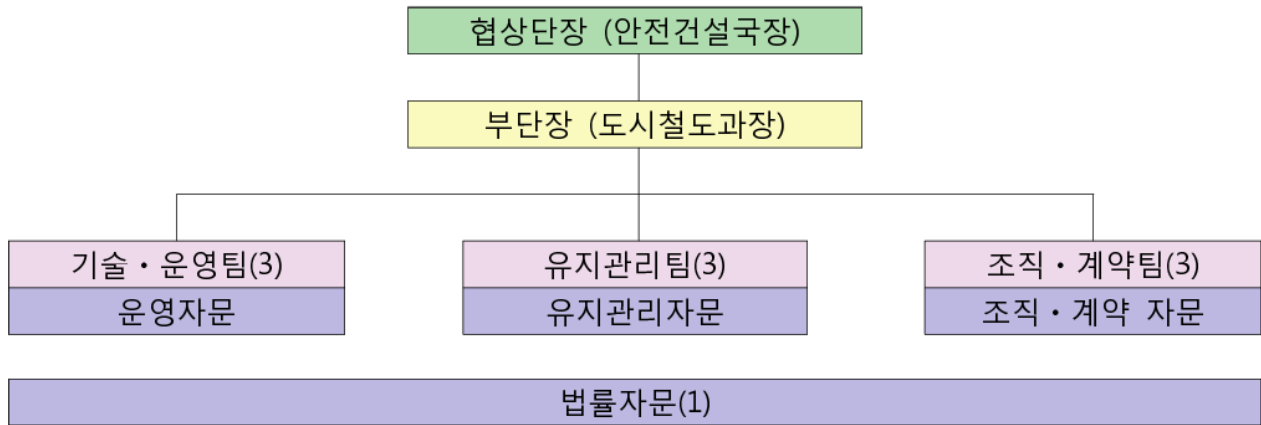 협상단장 (안전건설국장)
부단장 (도시철도과장)
기술・운영팀(3)
운영자문
유지관리팀(3)
유지관리자문
조직・계약팀(3)
조직・계약 자문
법률자문(1)